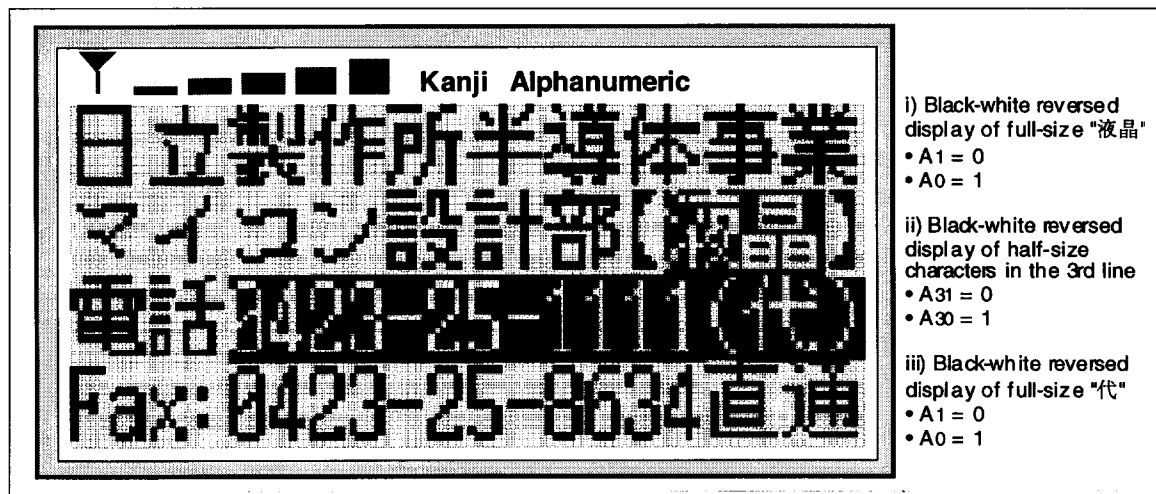 Kanji Alphanumeric
日立製作所半導体事業
マイコン設計部【液晶】
電話0423-25-1111(代)
Fax:0423-25-8634直通
i) Black-white reversed
display of full-size "液晶"
• A1 = 0
• A0 = 1
ii) Black-white reversed
display of half-size
characters in the 3rd line
• A31 = 0
• A30 = 1
iii) Black-white reversed
display of full-size "代"
• A1 = 0
• A0 = 1